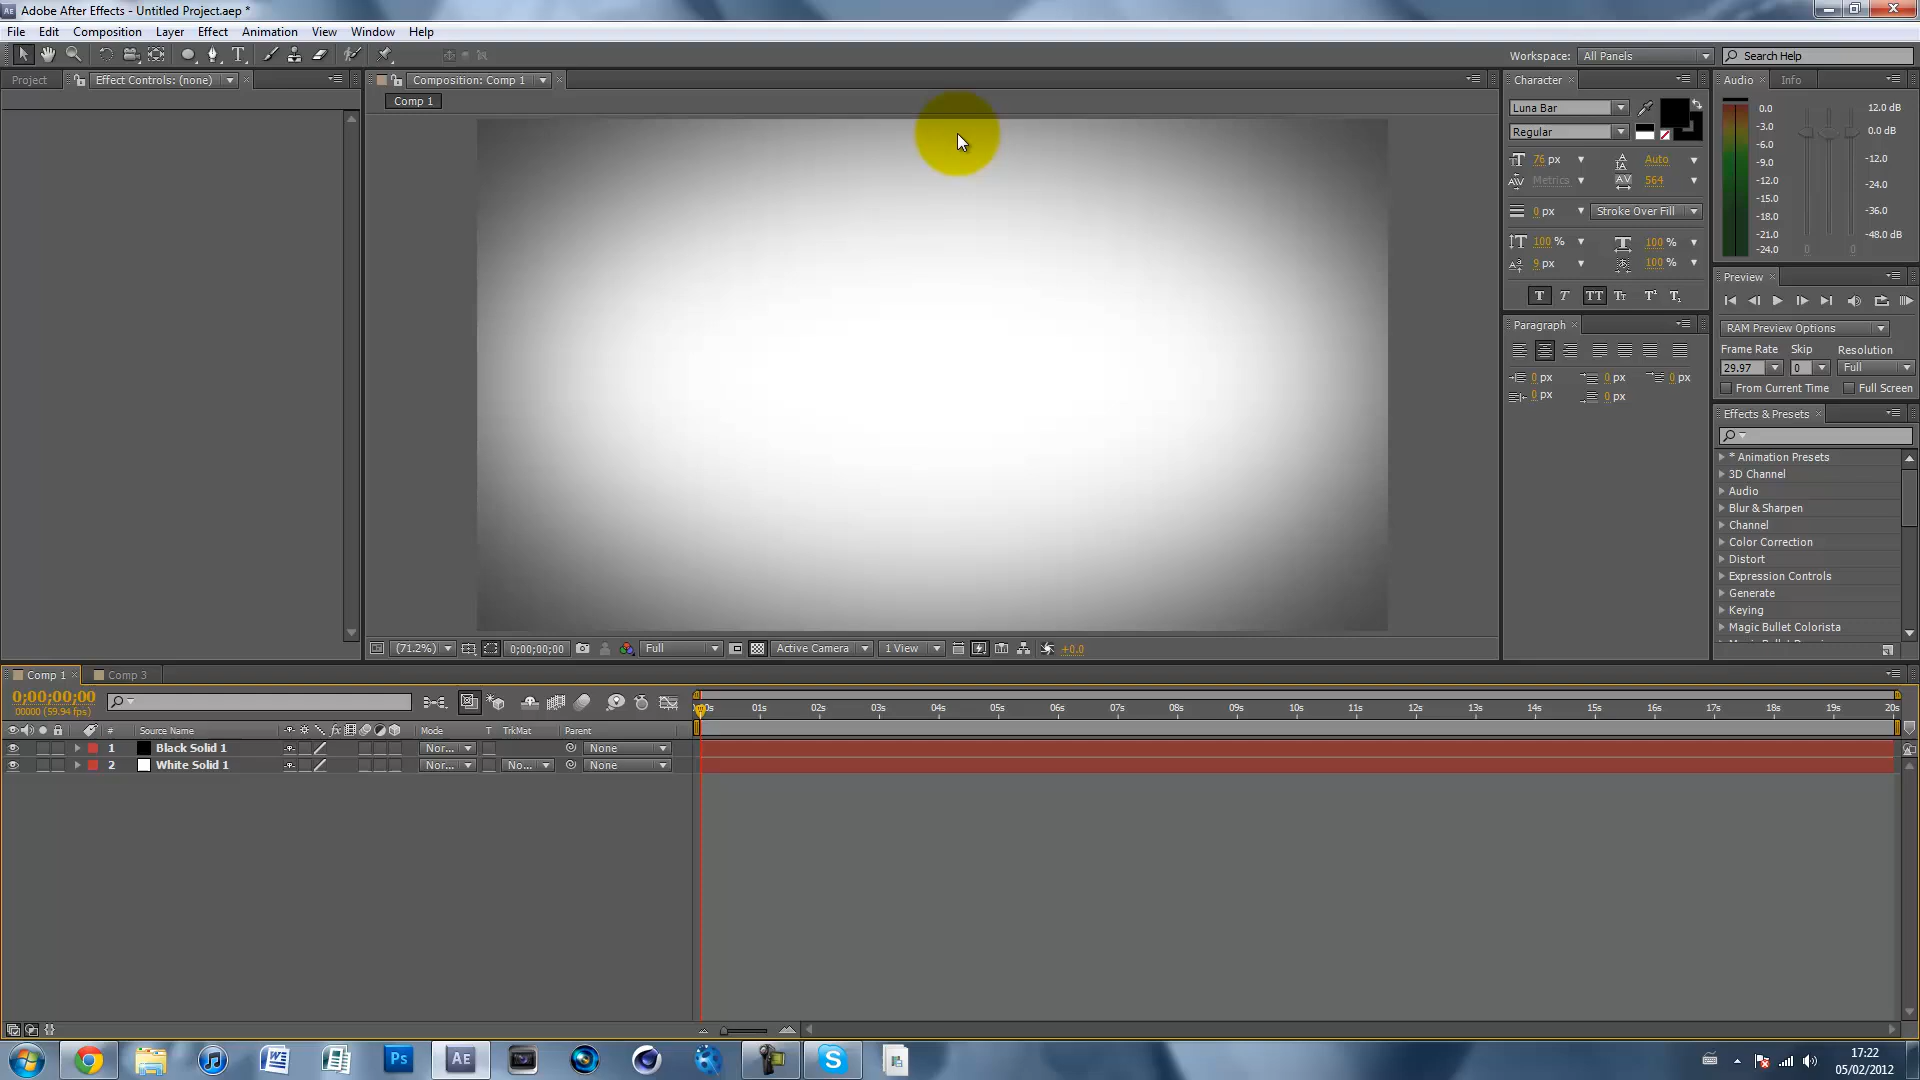 Adobe After Effects - Untitled Project.aep *
File Edit Composition Layer Effect Animation View Window Help
Workspace: All Panels Search Help
Project Effect Controls: (none) Composition: Comp 1 Character Audio Info
Comp 1
Luna Bar
Regular
76 px Auto
Metrics 564
0 px Stroke Over Fill
100 % 100 %
9 px 100 %
T T TT Tt T¹ T₁
Paragraph
0 px 0 px 0 px
0 px 0 px
0.0 12.0 dB
-3.0 0.0 dB
-6.0
-9.0 -12.0
-12.0 -24.0
-15.0
-18.0 -36.0
-21.0 -48.0 dB
-24.0 0 0
Preview
RAM Preview Options
Frame Rate Skip Resolution
29.97 0 Full
From Current Time Full Screen
Effects & Presets
* Animation Presets
3D Channel
Audio
Blur & Sharpen
Channel
Color Correction
Distort
Expression Controls
Generate
Keying
Magic Bullet Colorista
(71.2%) 0;00;00;00 Full Active Camera 1 View +0.0
Comp 1 Comp 3
0;00;00;00
00000 (59.94 fps)
01s 02s 03s 04s 05s 06s 07s 08s 09s 10s 11s 12s 13s 14s 15s 16s 17s 18s 19s 20s
# Source Name Mode T TrkMat Parent
1 Black Solid 1 Nor... None
2 White Solid 1 Nor... No... None
Ps AE
17:22
05/02/2012